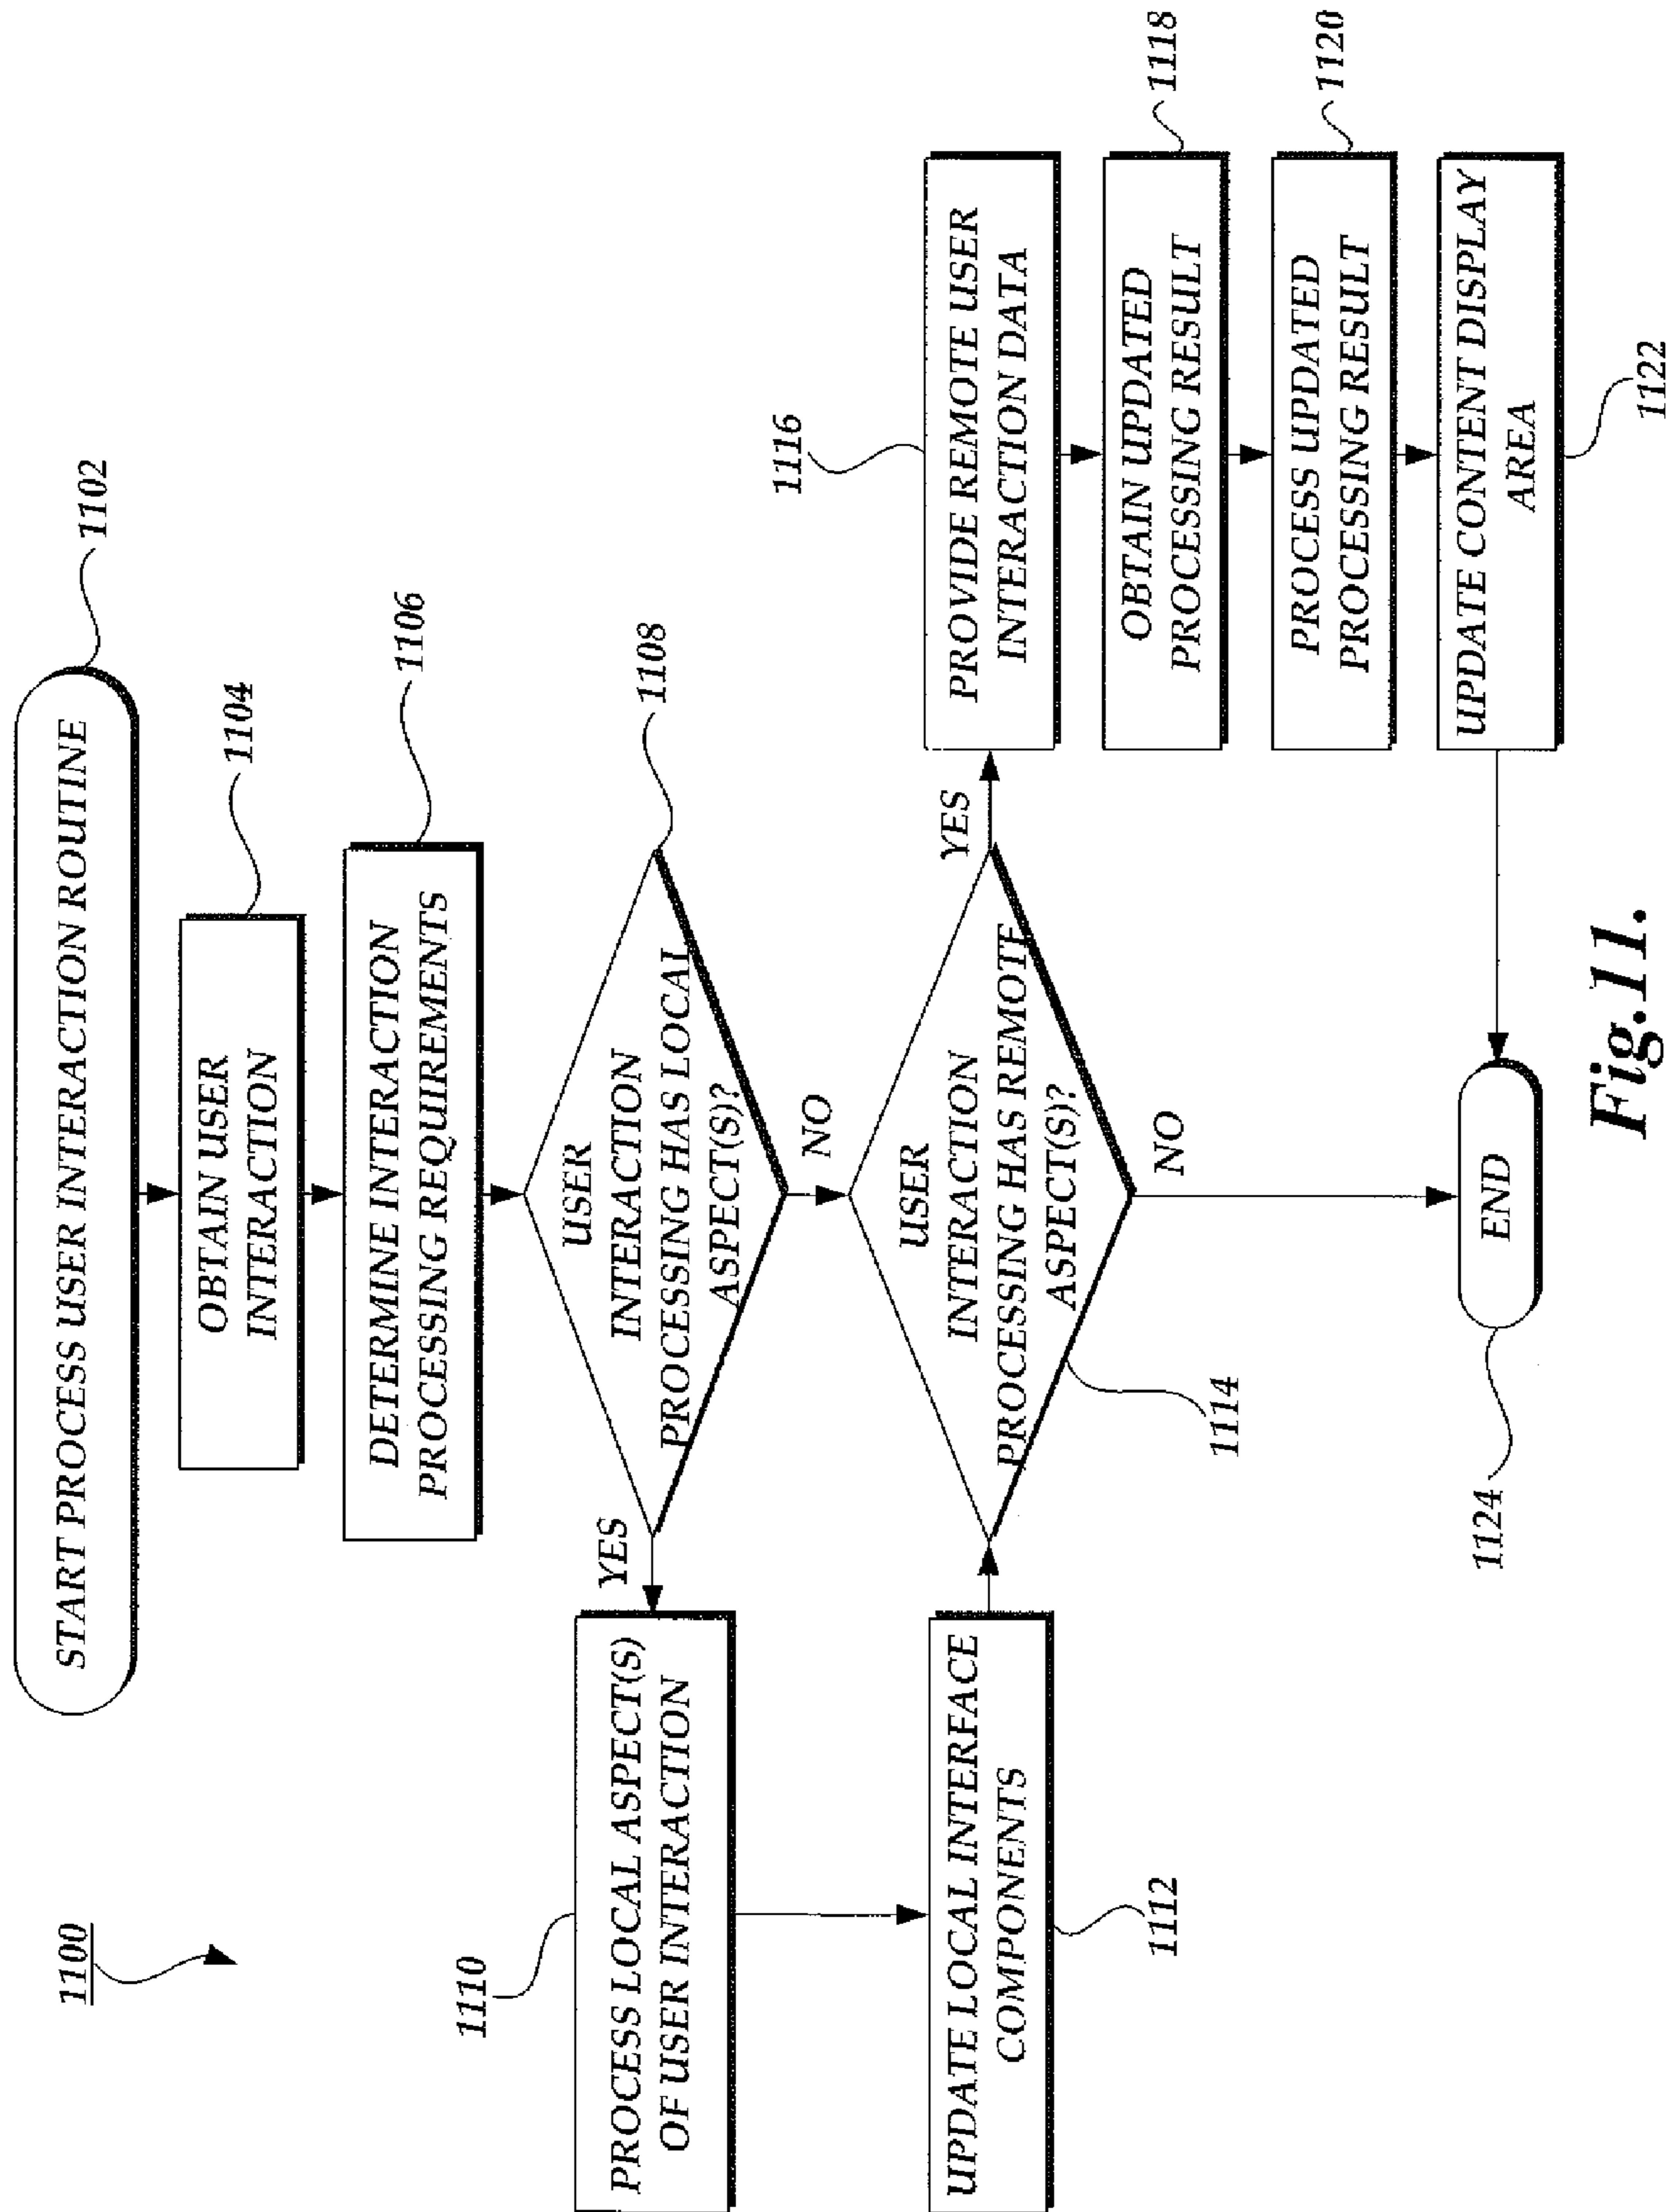 1100
START PROCESS USER INTERACTION ROUTINE
1102
OBTAIN USER
INTERACTION
1104
DETERMINE INTERACTION
PROCESSING REQUIREMENTS
1106
USER
INTERACTION
PROCESSING HAS LOCAL
ASPECT(S)?
1108
YES
NO
1110
PROCESS LOCAL ASPECT(S)
OF USER INTERACTION
UPDATE LOCAL INTERFACE
COMPONENTS
1112
USER
INTERACTION
PROCESSING HAS REMOTE
ASPECT(S)?
1114
YES
NO
1116
PROVIDE REMOTE USER
INTERACTION DATA
OBTAIN UPDATED
PROCESSING RESULT
1118
PROCESS UPDATED
PROCESSING RESULT
1120
UPDATE CONTENT DISPLAY
AREA
1122
END
1124
Fig.11.